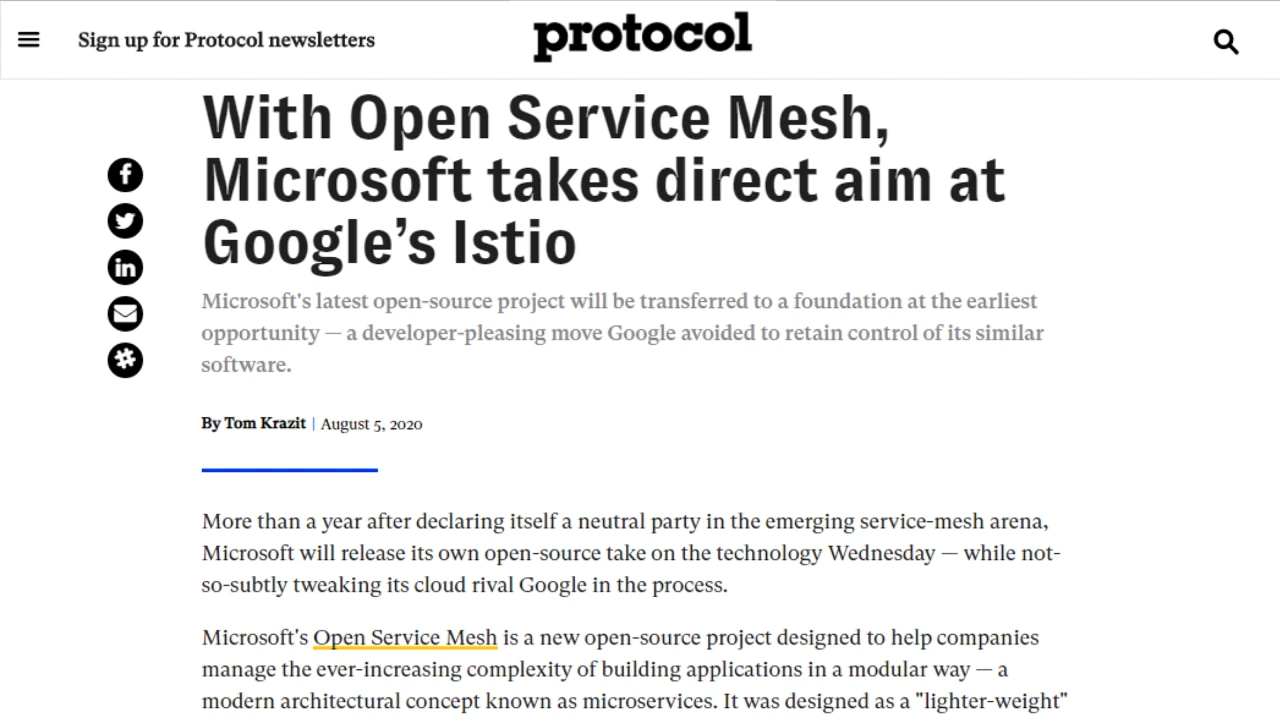 Sign up for Protocol newsletters
protocol
With Open Service Mesh,
Microsoft takes direct aim at
Google’s Istio
Microsoft's latest open-source project will be transferred to a foundation at the earliest
opportunity — a developer-pleasing move Google avoided to retain control of its similar
software.
By Tom Krazit | August 5, 2020
More than a year after declaring itself a neutral party in the emerging service-mesh arena,
Microsoft will release its own open-source take on the technology Wednesday — while not-
so-subtly tweaking its cloud rival Google in the process.
Microsoft's Open Service Mesh is a new open-source project designed to help companies
manage the ever-increasing complexity of building applications in a modular way — a
modern architectural concept known as microservices. It was designed as a "lighter-weight"